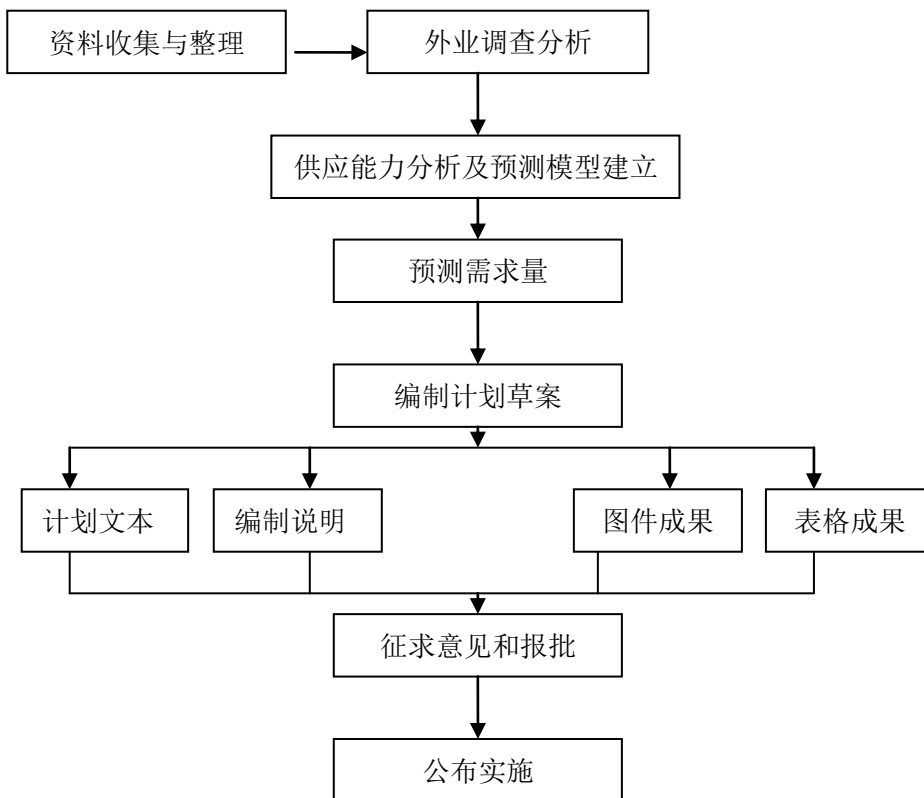 资料收集与整理
外业调查分析
供应能力分析及预测模型建立
预测需求量
编制计划草案
计划文本
编制说明
图件成果
表格成果
征求意见和报批
公布实施